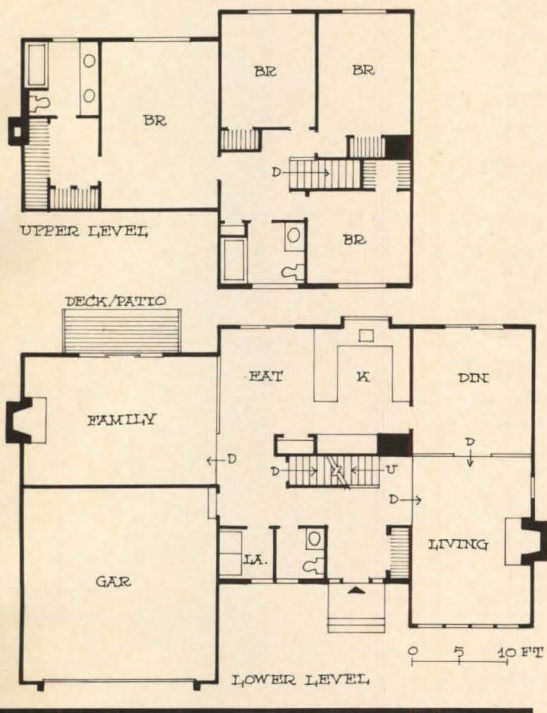 BR
BR
BR
D
BR
UPPER LEVEL
DECK/PATIO
EAT
K
DIN
FAMILY
D
D
D
U
D
LA.
LIVING
GAR
0 5 10 FT
LOWER LEVEL